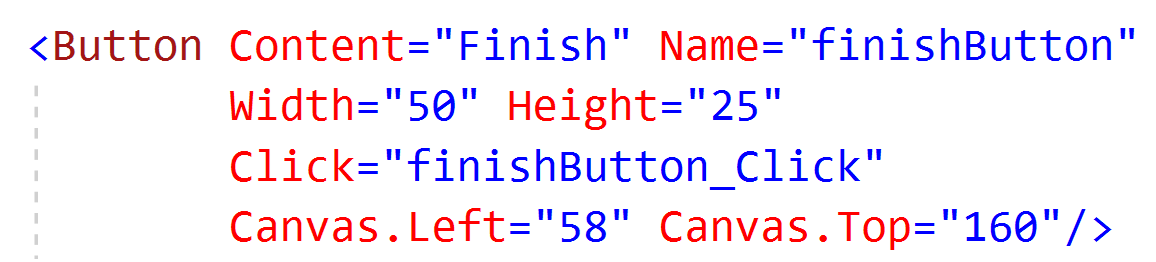 <Button Content="Finish" Name="finishButton"
Width="50" Height="25"
Click="finishButton_Click"
Canvas.Left="58" Canvas.Top="160"/>